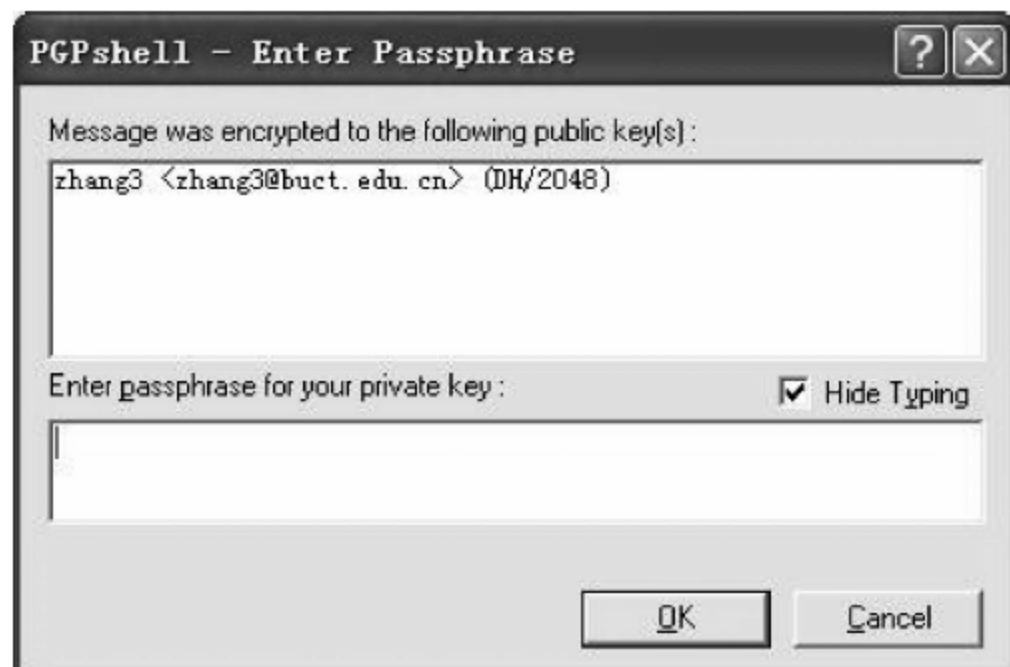 PGPshell - Enter Passphrase
Message was encrypted to the following public key(s) :
zhang3 <zhang3@buct.edu.cn> (DH/2048)
Enter passphrase for your private key :
Hide Typing
OK
Cancel